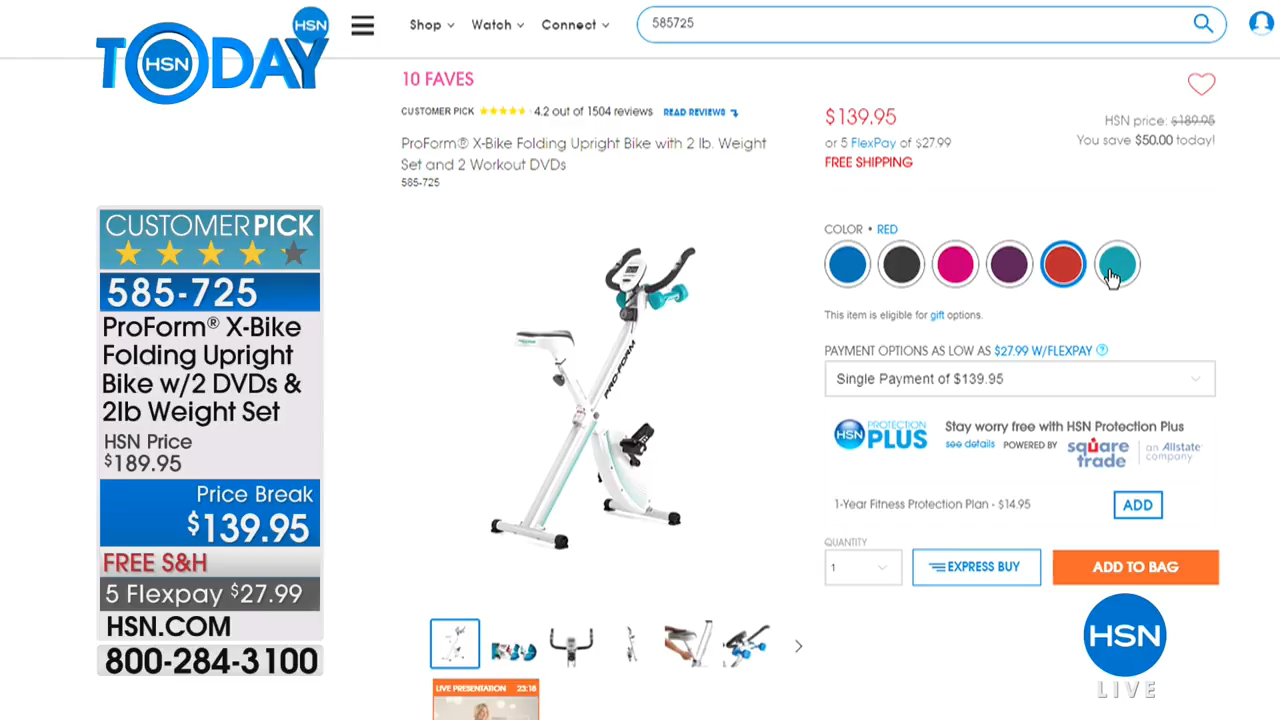 HSN
TODAY
HSN
Shop
Watch
Connect
585725
10 FAVES
CUSTOMER PICK
4.2 out of 1504 reviews
READ REVIEWS
ProForm® X-Bike Folding Upright Bike with 2 lb. Weight
Set and 2 Workout DVDs
585-725
$139.95
or 5 FlexPay of $27.99
FREE SHIPPING
HSN price: $189.95
You save $50.00 today!
COLOR • RED
This item is eligible for gift options.
PAYMENT OPTIONS AS LOW AS $27.99 W/FLEXPAY ?
Single Payment of $139.95
HSN PROTECTION PLUS
Stay worry free with HSN Protection Plus
see details POWERED BY
square trade
an Allstate company
1-Year Fitness Protection Plan - $14.95
ADD
QUANTITY
1
EXPRESS BUY
ADD TO BAG
CUSTOMER PICK
585-725
ProForm® X-Bike
Folding Upright
Bike w/2 DVDs &
2lb Weight Set
HSN Price
$189.95
Price Break
$139.95
FREE S&H
5 Flexpay $27.99
HSN.COM
800-284-3100
PRO-FORM
LIVE PRESENTATION 23:16
HSN
LIVE